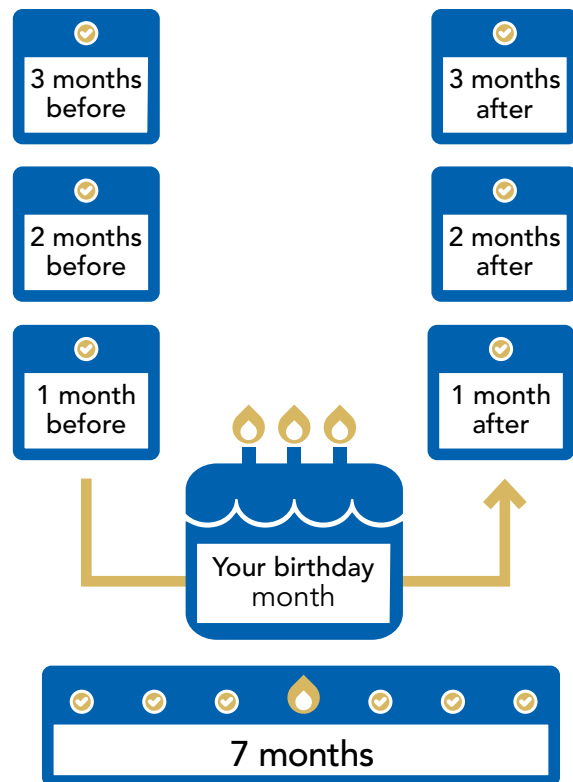 3 months
before
2 months
before
1 month
before
Your birthday
month
1 month
after
2 months
after
3 months
after
7 months